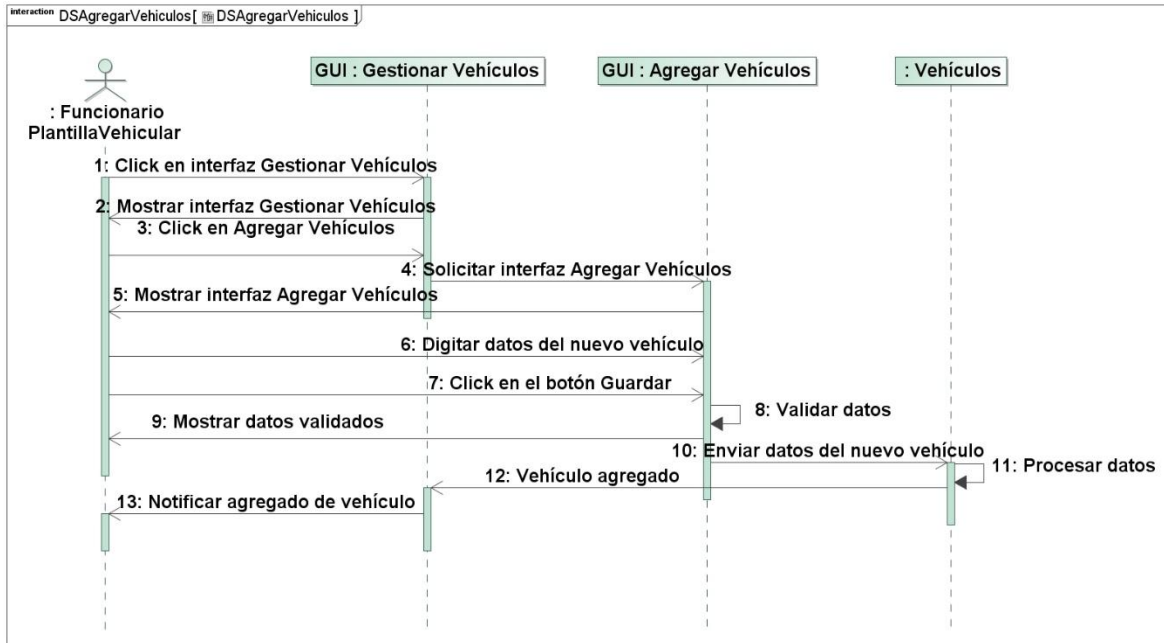 interaction DSAgregarVehiculos[ DSAgregarVehiculos ]
GUI : Gestionar Vehículos
GUI : Agregar Vehículos
: Vehículos
: Funcionario
PlantillaVehicular
1: Click en interfaz Gestionar Vehículos
2: Mostrar interfaz Gestionar Vehículos
3: Click en Agregar Vehículos
4: Solicitar interfaz Agregar Vehículos
5: Mostrar interfaz Agregar Vehículos
6: Digitar datos del nuevo vehículo
7: Click en el botón Guardar
8: Validar datos
9: Mostrar datos validados
10: Enviar datos del nuevo vehículo
11: Procesar datos
12: Vehículo agregado
13: Notificar agregado de vehículo